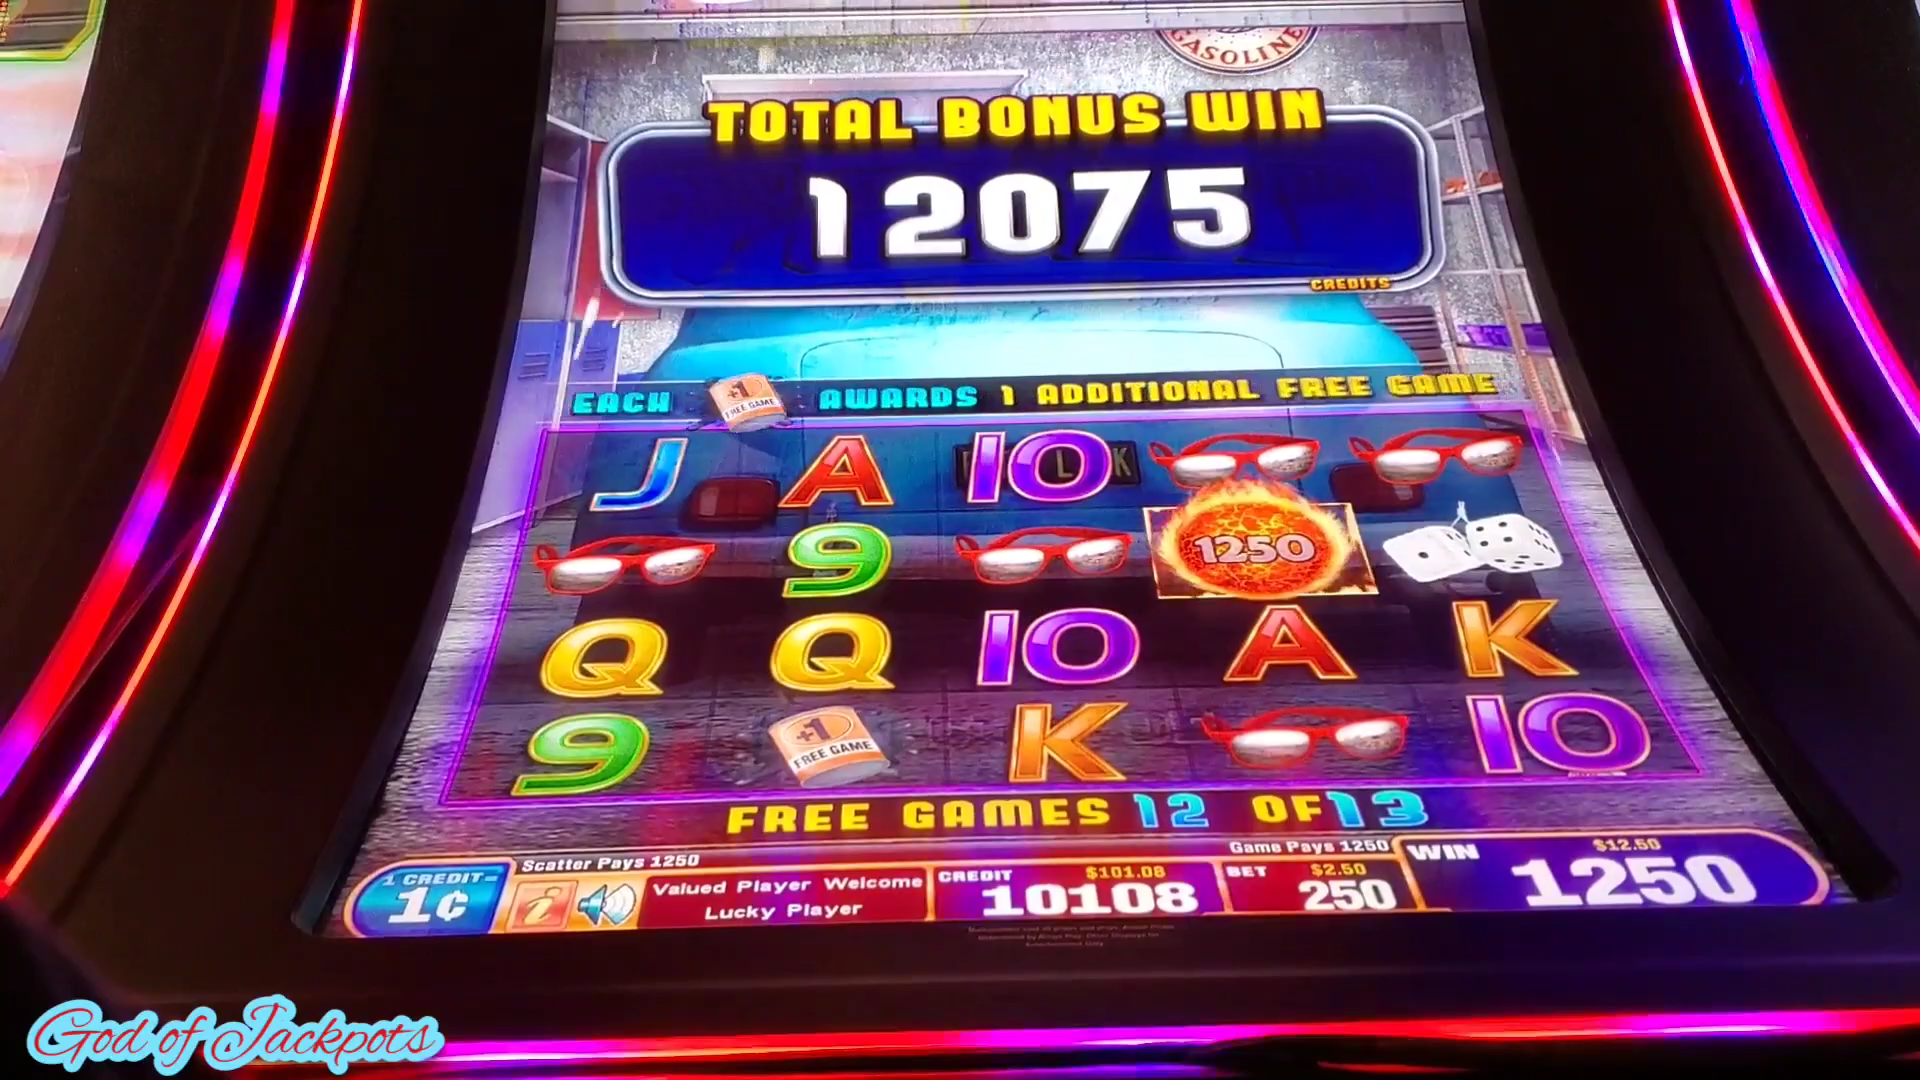 GASOLINE
TOTAL BONUS WIN
12075
CREDITS
EACH +1 FREE GAME AWARDS 1 ADDITIONAL FREE GAME
J A 10
9 1250
Q Q 10 A K
9 +1 FREE GAME K 10
FREE GAMES 12 OF 13
Scatter Pays 1250
Game Pays 1250
1 CREDIT=
1¢
Valued Player Welcome
Lucky Player
CREDIT $101.08
10108
BET $2.50
250
WIN $12.50
1250
God of Jackpots